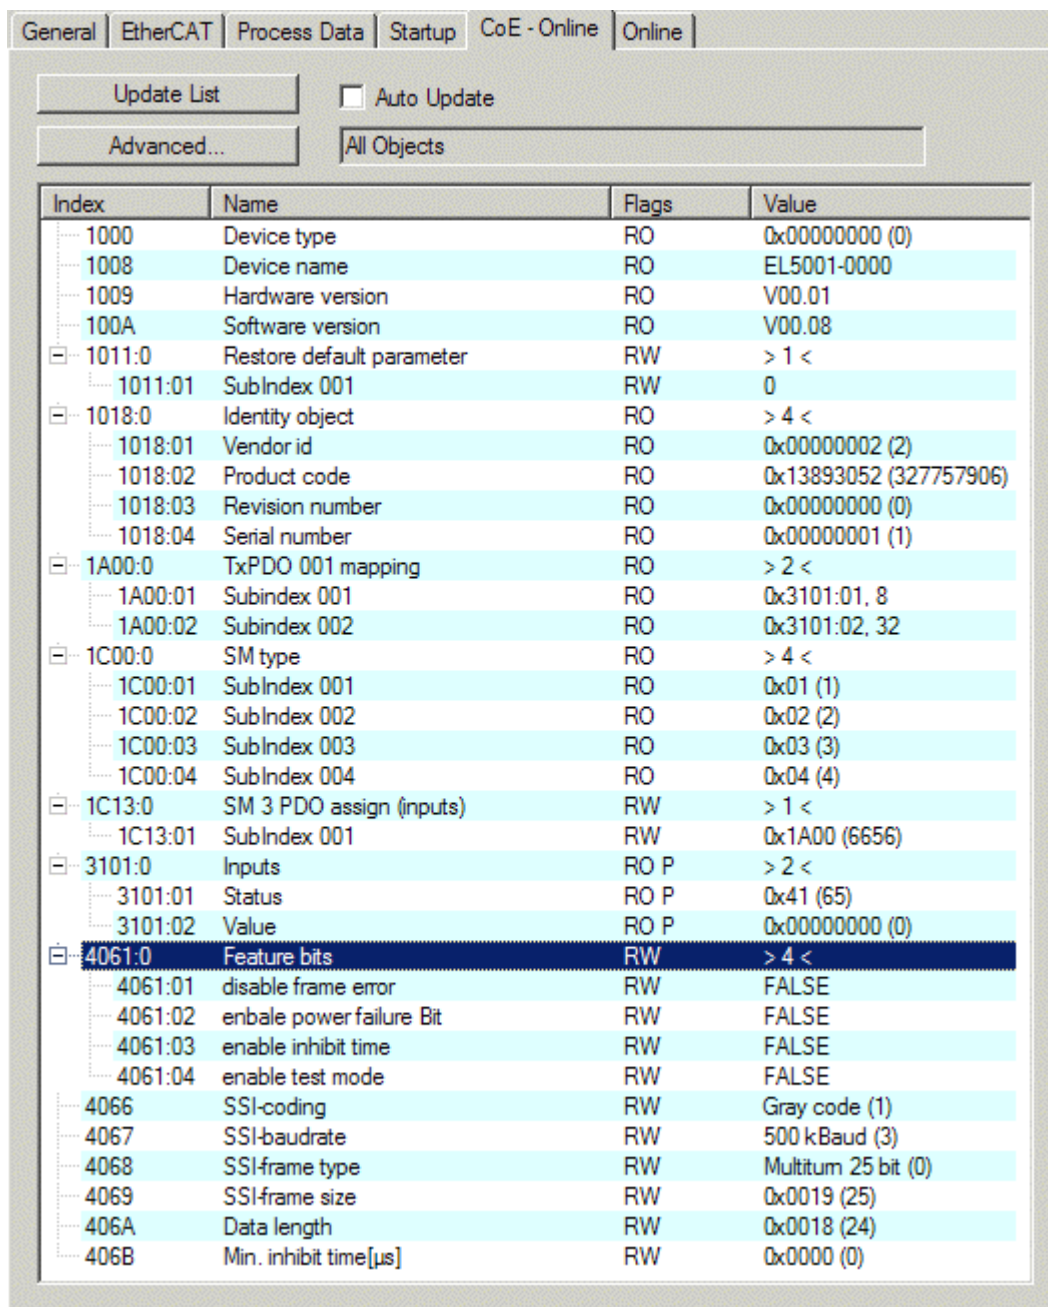 General EtherCAT Process Data Startup CoE - Online Online
Update List Auto Update
Advanced... All Objects
Index Name Flags Value
1000 Device type RO 0x00000000 (0)
1008 Device name RO EL5001-0000
1009 Hardware version RO V00.01
100A Software version RO V00.08
1011:0 Restore default parameter RW > 1 <
1011:01 SubIndex 001 RW 0
1018:0 Identity object RO > 4 <
1018:01 Vendor id RO 0x00000002 (2)
1018:02 Product code RO 0x13893052 (327757906)
1018:03 Revision number RO 0x00000000 (0)
1018:04 Serial number RO 0x00000001 (1)
1A00:0 TxPDO 001 mapping RO > 2 <
1A00:01 Subindex 001 RO 0x3101:01, 8
1A00:02 Subindex 002 RO 0x3101:02, 32
1C00:0 SM type RO > 4 <
1C00:01 SubIndex 001 RO 0x01 (1)
1C00:02 SubIndex 002 RO 0x02 (2)
1C00:03 SubIndex 003 RO 0x03 (3)
1C00:04 SubIndex 004 RO 0x04 (4)
1C13:0 SM 3 PDO assign (inputs) RW > 1 <
1C13:01 SubIndex 001 RW 0x1A00 (6656)
3101:0 Inputs RO P > 2 <
3101:01 Status RO P 0x41 (65)
3101:02 Value RO P 0x00000000 (0)
4061:0 Feature bits RW > 4 <
4061:01 disable frame error RW FALSE
4061:02 enbale power failure Bit RW FALSE
4061:03 enable inhibit time RW FALSE
4061:04 enable test mode RW FALSE
4066 SSI-coding RW Gray code (1)
4067 SSI-baudrate RW 500 kBaud (3)
4068 SSI-frame type RW Multiturn 25 bit (0)
4069 SSI-frame size RW 0x0019 (25)
406A Data length RW 0x0018 (24)
406B Min. inhibit time[µs] RW 0x0000 (0)